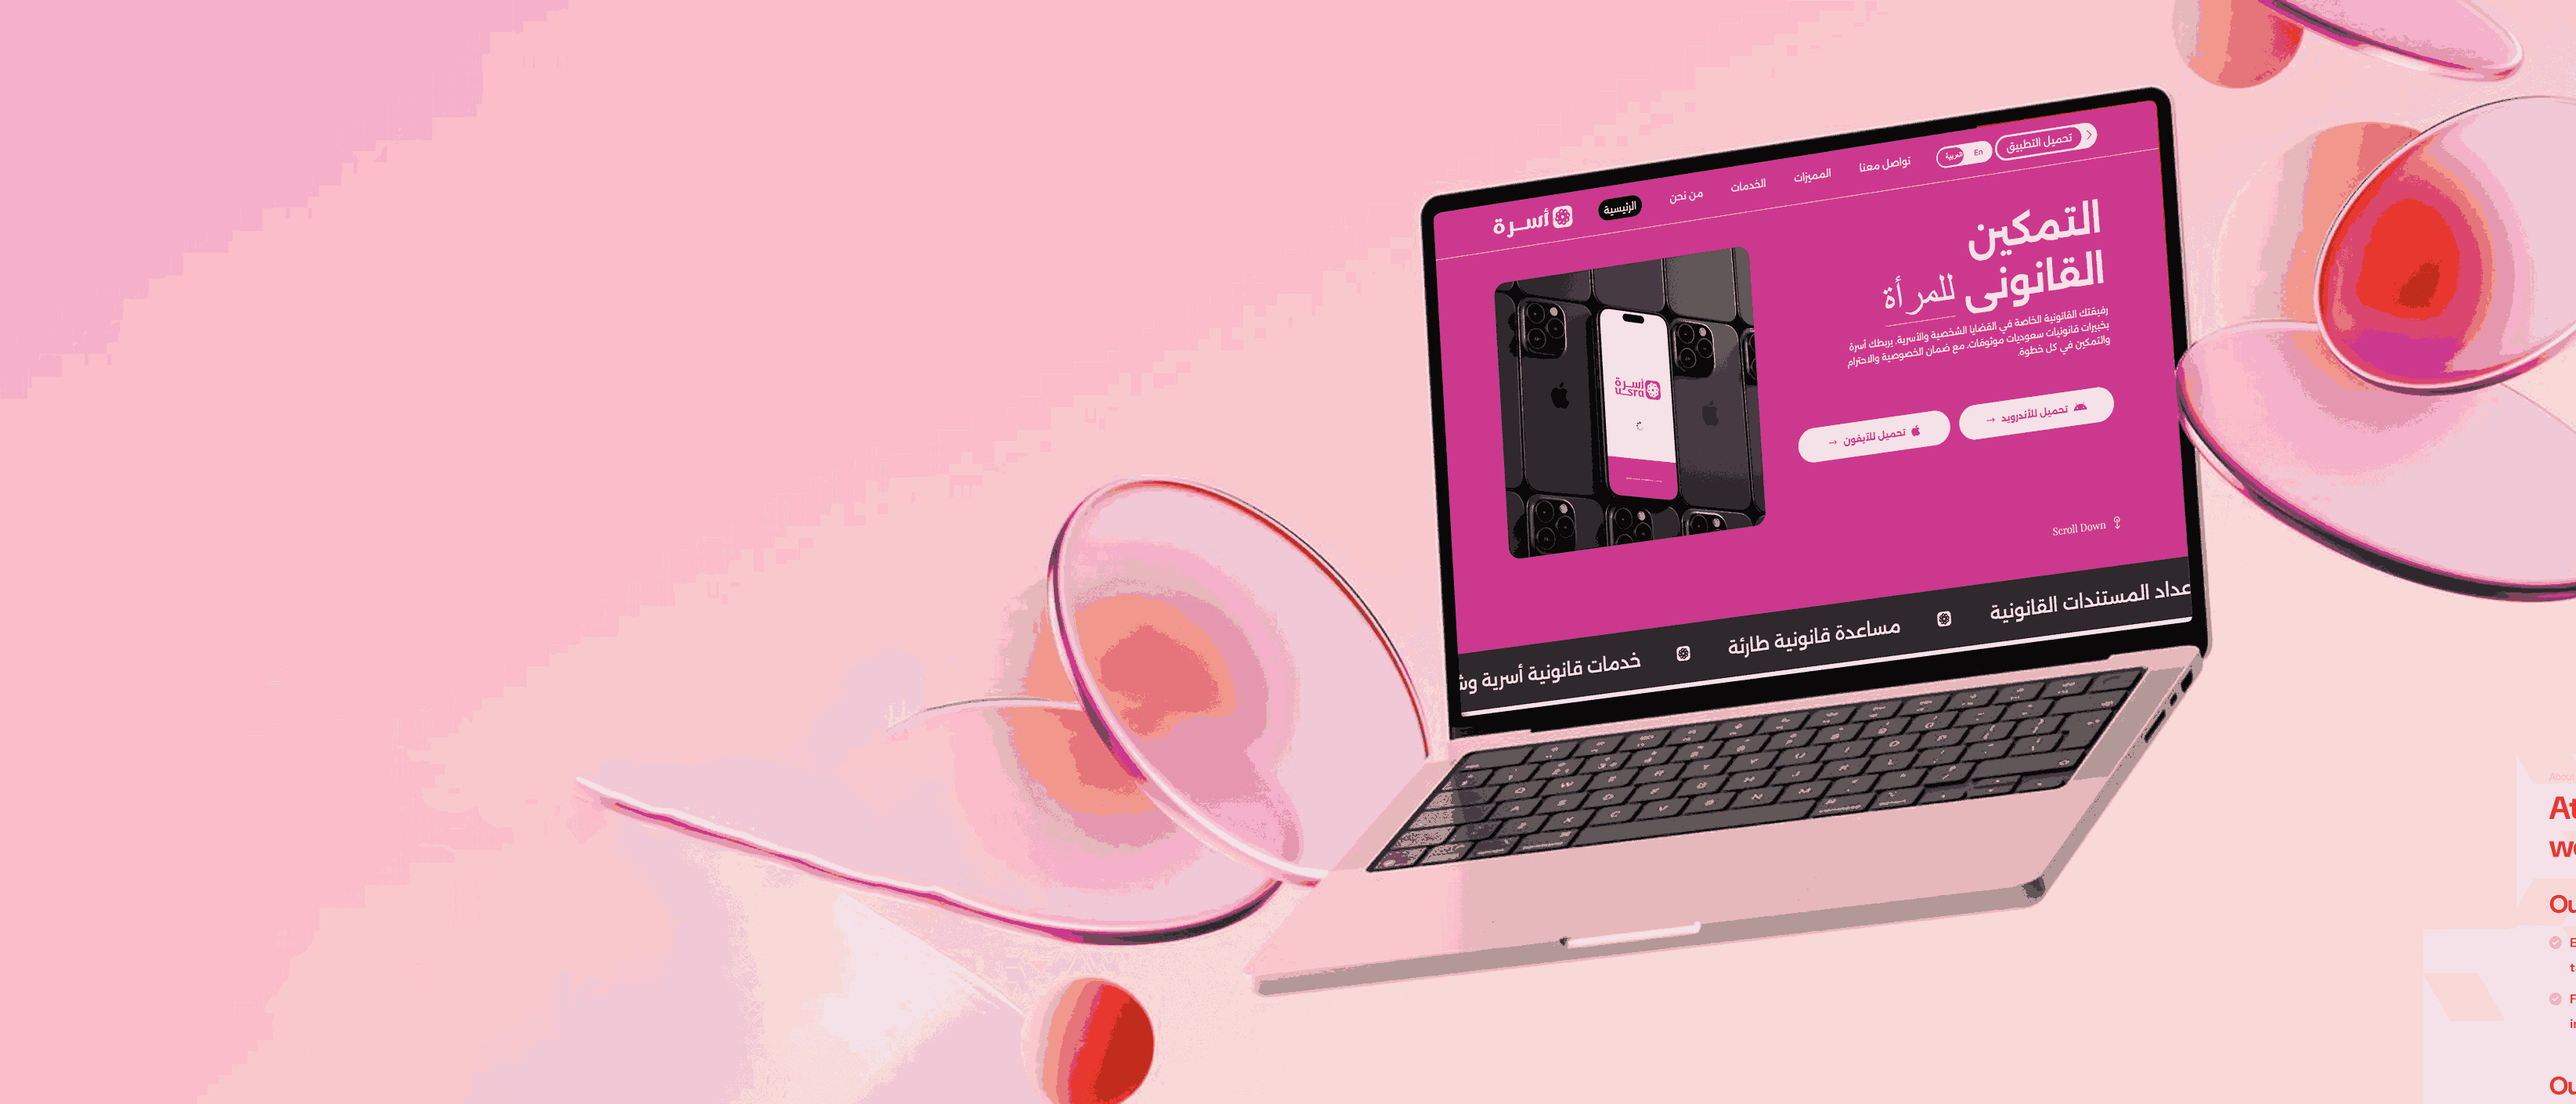 تحميل التطبيق
En
العربية
تواصل معنا
المميزات
الخدمات
من نحن
الرئيسية
أسرة
التمكين
القانوني للمرأة
رفيقتك القانونية الخاصة في القضايا الشخصية والأسرية. يربطك أسرة
بخبيرات قانونيات سعوديات موثوقات، مع ضمان الخصوصية والاحترام
والتمكين في كل خطوة.
تحميل للأندرويد →
تحميل للآيفون →
أسرة
usra
Scroll Down
عداد المستندات القانونية
مساعدة قانونية طارئة
خدمات قانونية أسرية وش
About
At
we
Ou
E
t
F
in
Ou